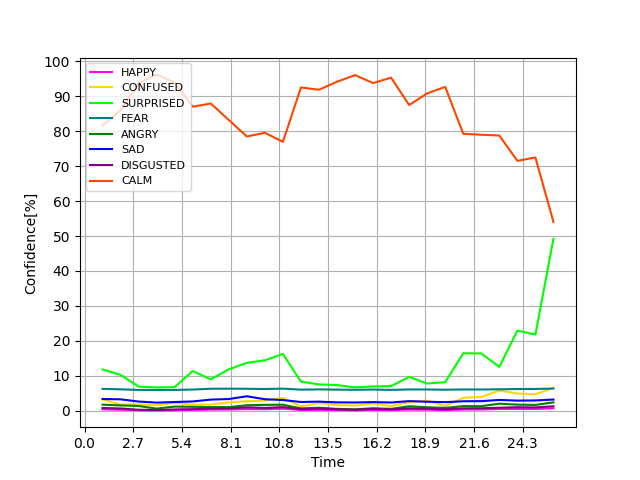 100
90
80
70
60
50
40
30
20
10
0
Confidence[%]
HAPPY
CONFUSED
SURPRISED
FEAR
ANGRY
SAD
DISGUSTED
CALM
0.0 2.7 5.4 8.1 10.8 13.5 16.2 18.9 21.6 24.3
Time